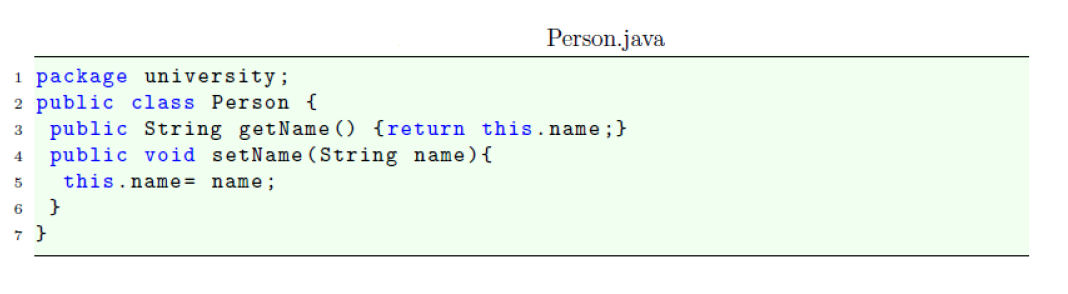 Person.java
1 package university;
2 public class Person {
3 public String getName() {return this.name;}
4 public void setName(String name){
5 this.name= name;
6 }
7 }